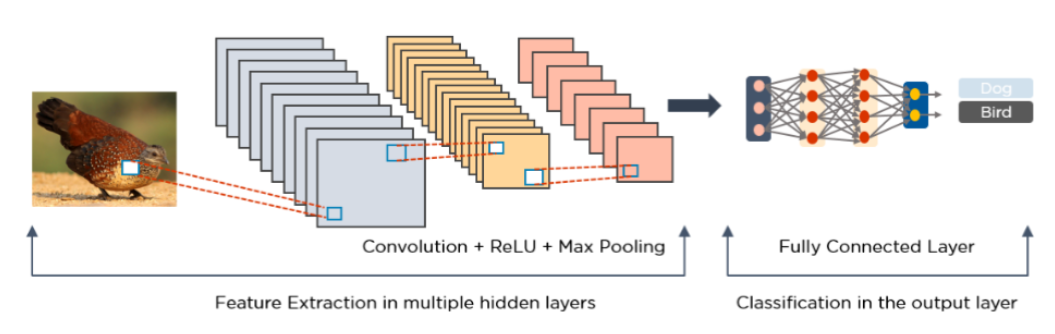 Dog
Bird
Convolution + ReLU + Max Pooling
Fully Connected Layer
Feature Extraction in multiple hidden layers
Classification in the output layer